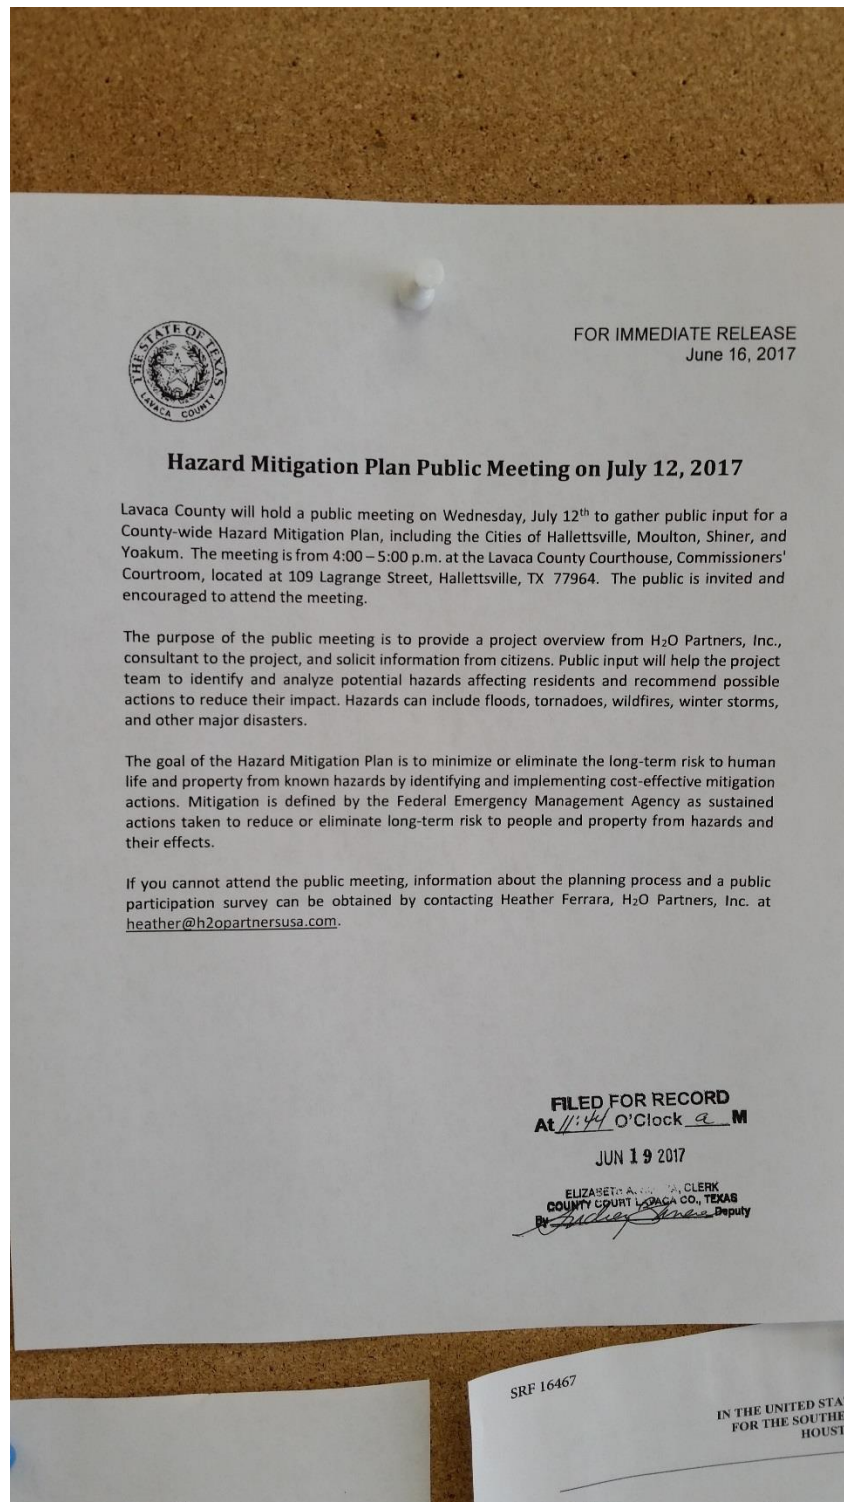 THE STATE OF TEXAS
LAVACA COUNTY
FOR IMMEDIATE RELEASE
June 16, 2017
Hazard Mitigation Plan Public Meeting on July 12, 2017
Lavaca County will hold a public meeting on Wednesday, July 12th to gather public input for a
County-wide Hazard Mitigation Plan, including the Cities of Hallettsville, Moulton, Shiner, and
Yoakum. The meeting is from 4:00 – 5:00 p.m. at the Lavaca County Courthouse, Commissioners'
Courtroom, located at 109 Lagrange Street, Hallettsville, TX 77964. The public is invited and
encouraged to attend the meeting.
The purpose of the public meeting is to provide a project overview from H2O Partners, Inc.,
consultant to the project, and solicit information from citizens. Public input will help the project
team to identify and analyze potential hazards affecting residents and recommend possible
actions to reduce their impact. Hazards can include floods, tornadoes, wildfires, winter storms,
and other major disasters.
The goal of the Hazard Mitigation Plan is to minimize or eliminate the long-term risk to human
life and property from known hazards by identifying and implementing cost-effective mitigation
actions. Mitigation is defined by the Federal Emergency Management Agency as sustained
actions taken to reduce or eliminate long-term risk to people and property from hazards and
their effects.
If you cannot attend the public meeting, information about the planning process and a public
participation survey can be obtained by contacting Heather Ferrara, H2O Partners, Inc. at
heather@h2opartnersusa.com.
FILED FOR RECORD
At 11:44 O'Clock a M
JUN 19 2017
ELIZABETH A. CLERK
COUNTY COURT LAVACA CO., TEXAS
By Deputy
SRF 16467
IN THE UNITED STA
FOR THE SOUTHE
HOUST